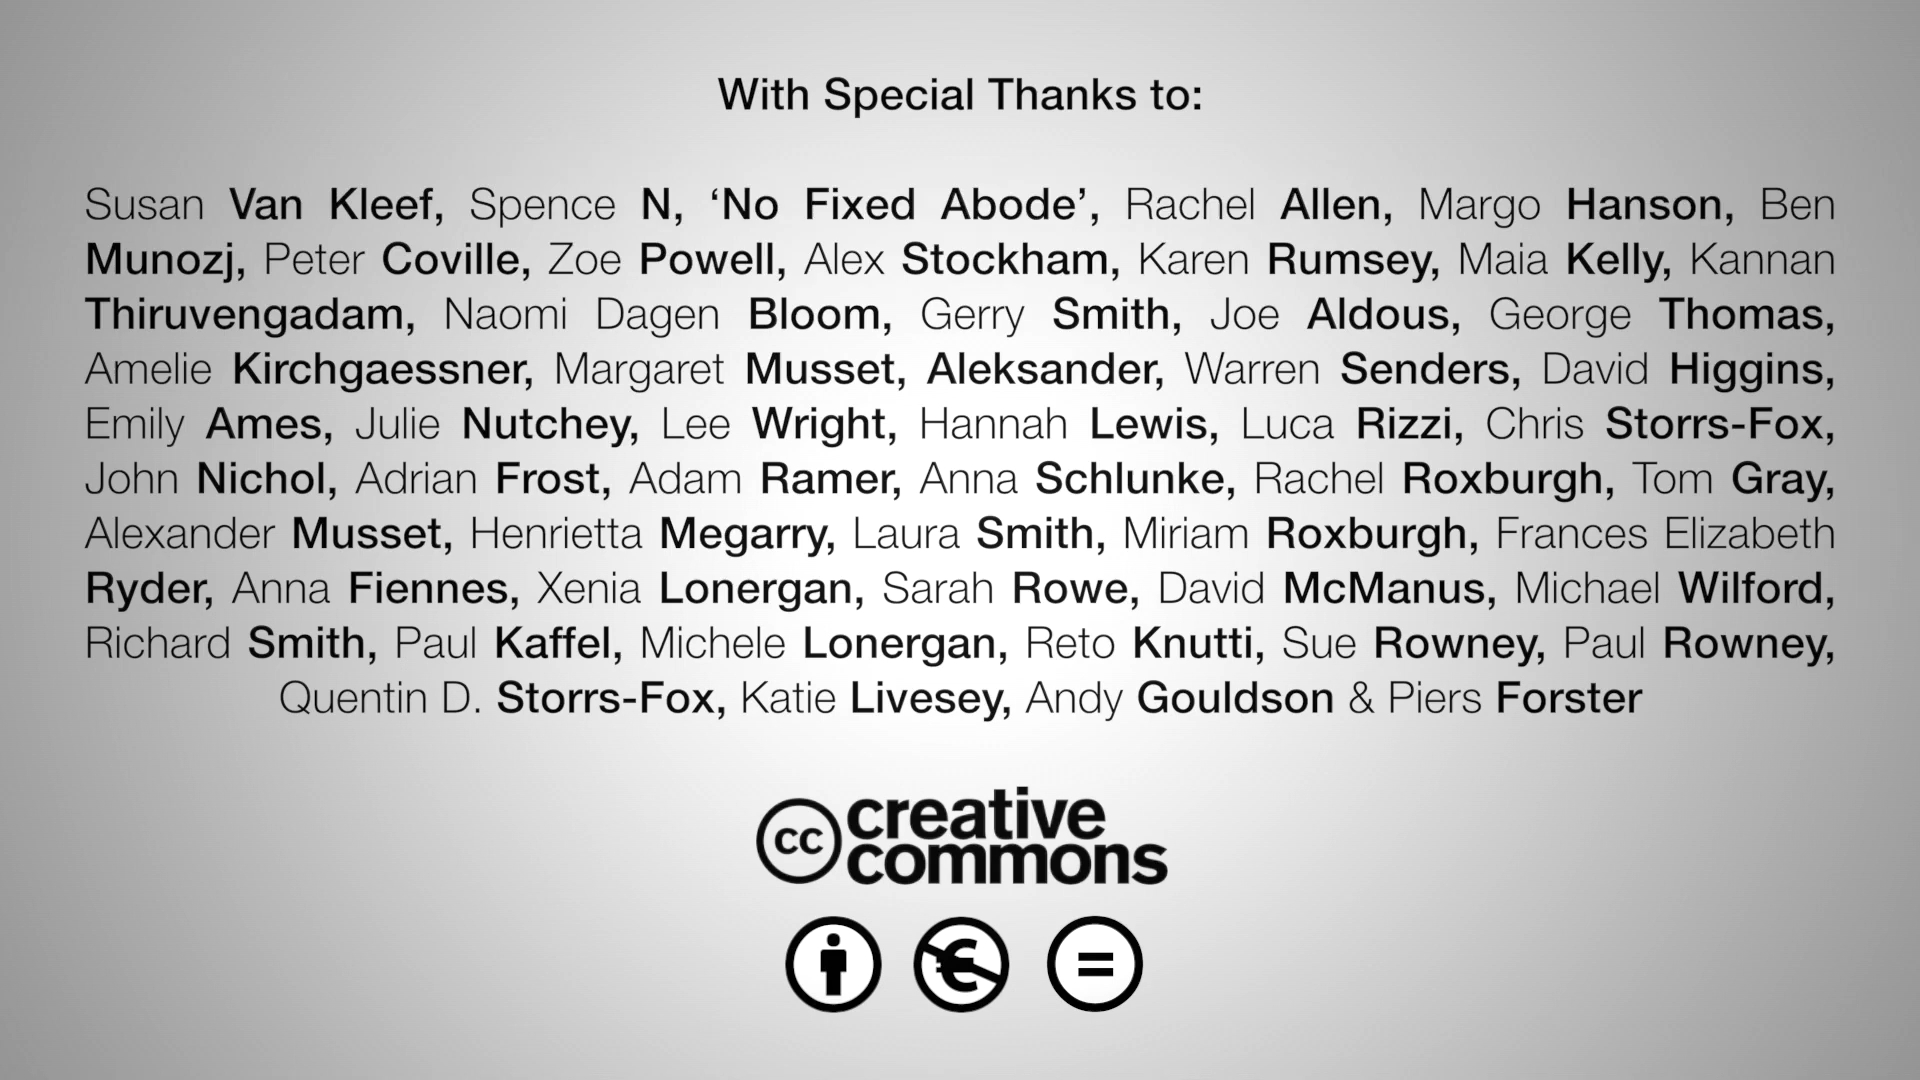 With Special Thanks to:
Susan Van Kleef, Spence N, ‘No Fixed Abode’, Rachel Allen, Margo Hanson, Ben
Munozj, Peter Coville, Zoe Powell, Alex Stockham, Karen Rumsey, Maia Kelly, Kannan
Thiruvengadam, Naomi Dagen Bloom, Gerry Smith, Joe Aldous, George Thomas,
Amelie Kirchgaessner, Margaret Musset, Aleksander, Warren Senders, David Higgins,
Emily Ames, Julie Nutchey, Lee Wright, Hannah Lewis, Luca Rizzi, Chris Storrs-Fox,
John Nichol, Adrian Frost, Adam Ramer, Anna Schlunke, Rachel Roxburgh, Tom Gray,
Alexander Musset, Henrietta Megarry, Laura Smith, Miriam Roxburgh, Frances Elizabeth
Ryder, Anna Fiennes, Xenia Lonergan, Sarah Rowe, David McManus, Michael Wilford,
Richard Smith, Paul Kaffel, Michele Lonergan, Reto Knutti, Sue Rowney, Paul Rowney,
Quentin D. Storrs-Fox, Katie Livesey, Andy Gouldson & Piers Forster
cc creative
commons
€ =